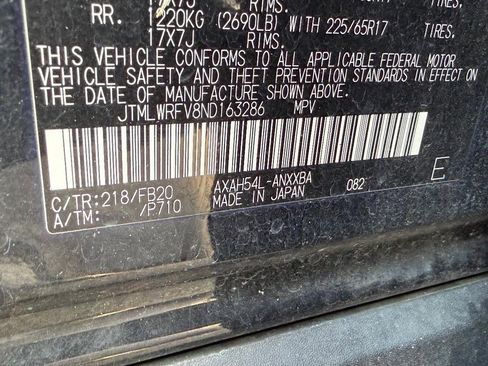 17X7J RIMS.
RR. 1220KG (2690LB) WITH 225/65R17 TIRES.
17X7J RIMS.
THIS VEHICLE CONFORMS TO ALL APPLICABLE FEDERAL MOTOR
VEHICLE SAFETY AND THEFT PREVENTION STANDARDS IN EFFECT ON
THE DATE OF MANUFACTURE SHOWN ABOVE.
JTMLWRFV8ND163286 MPV
C/TR:218/FB20 AXAH54L-ANXXBA 082 E
A/TM: /P710 MADE IN JAPAN